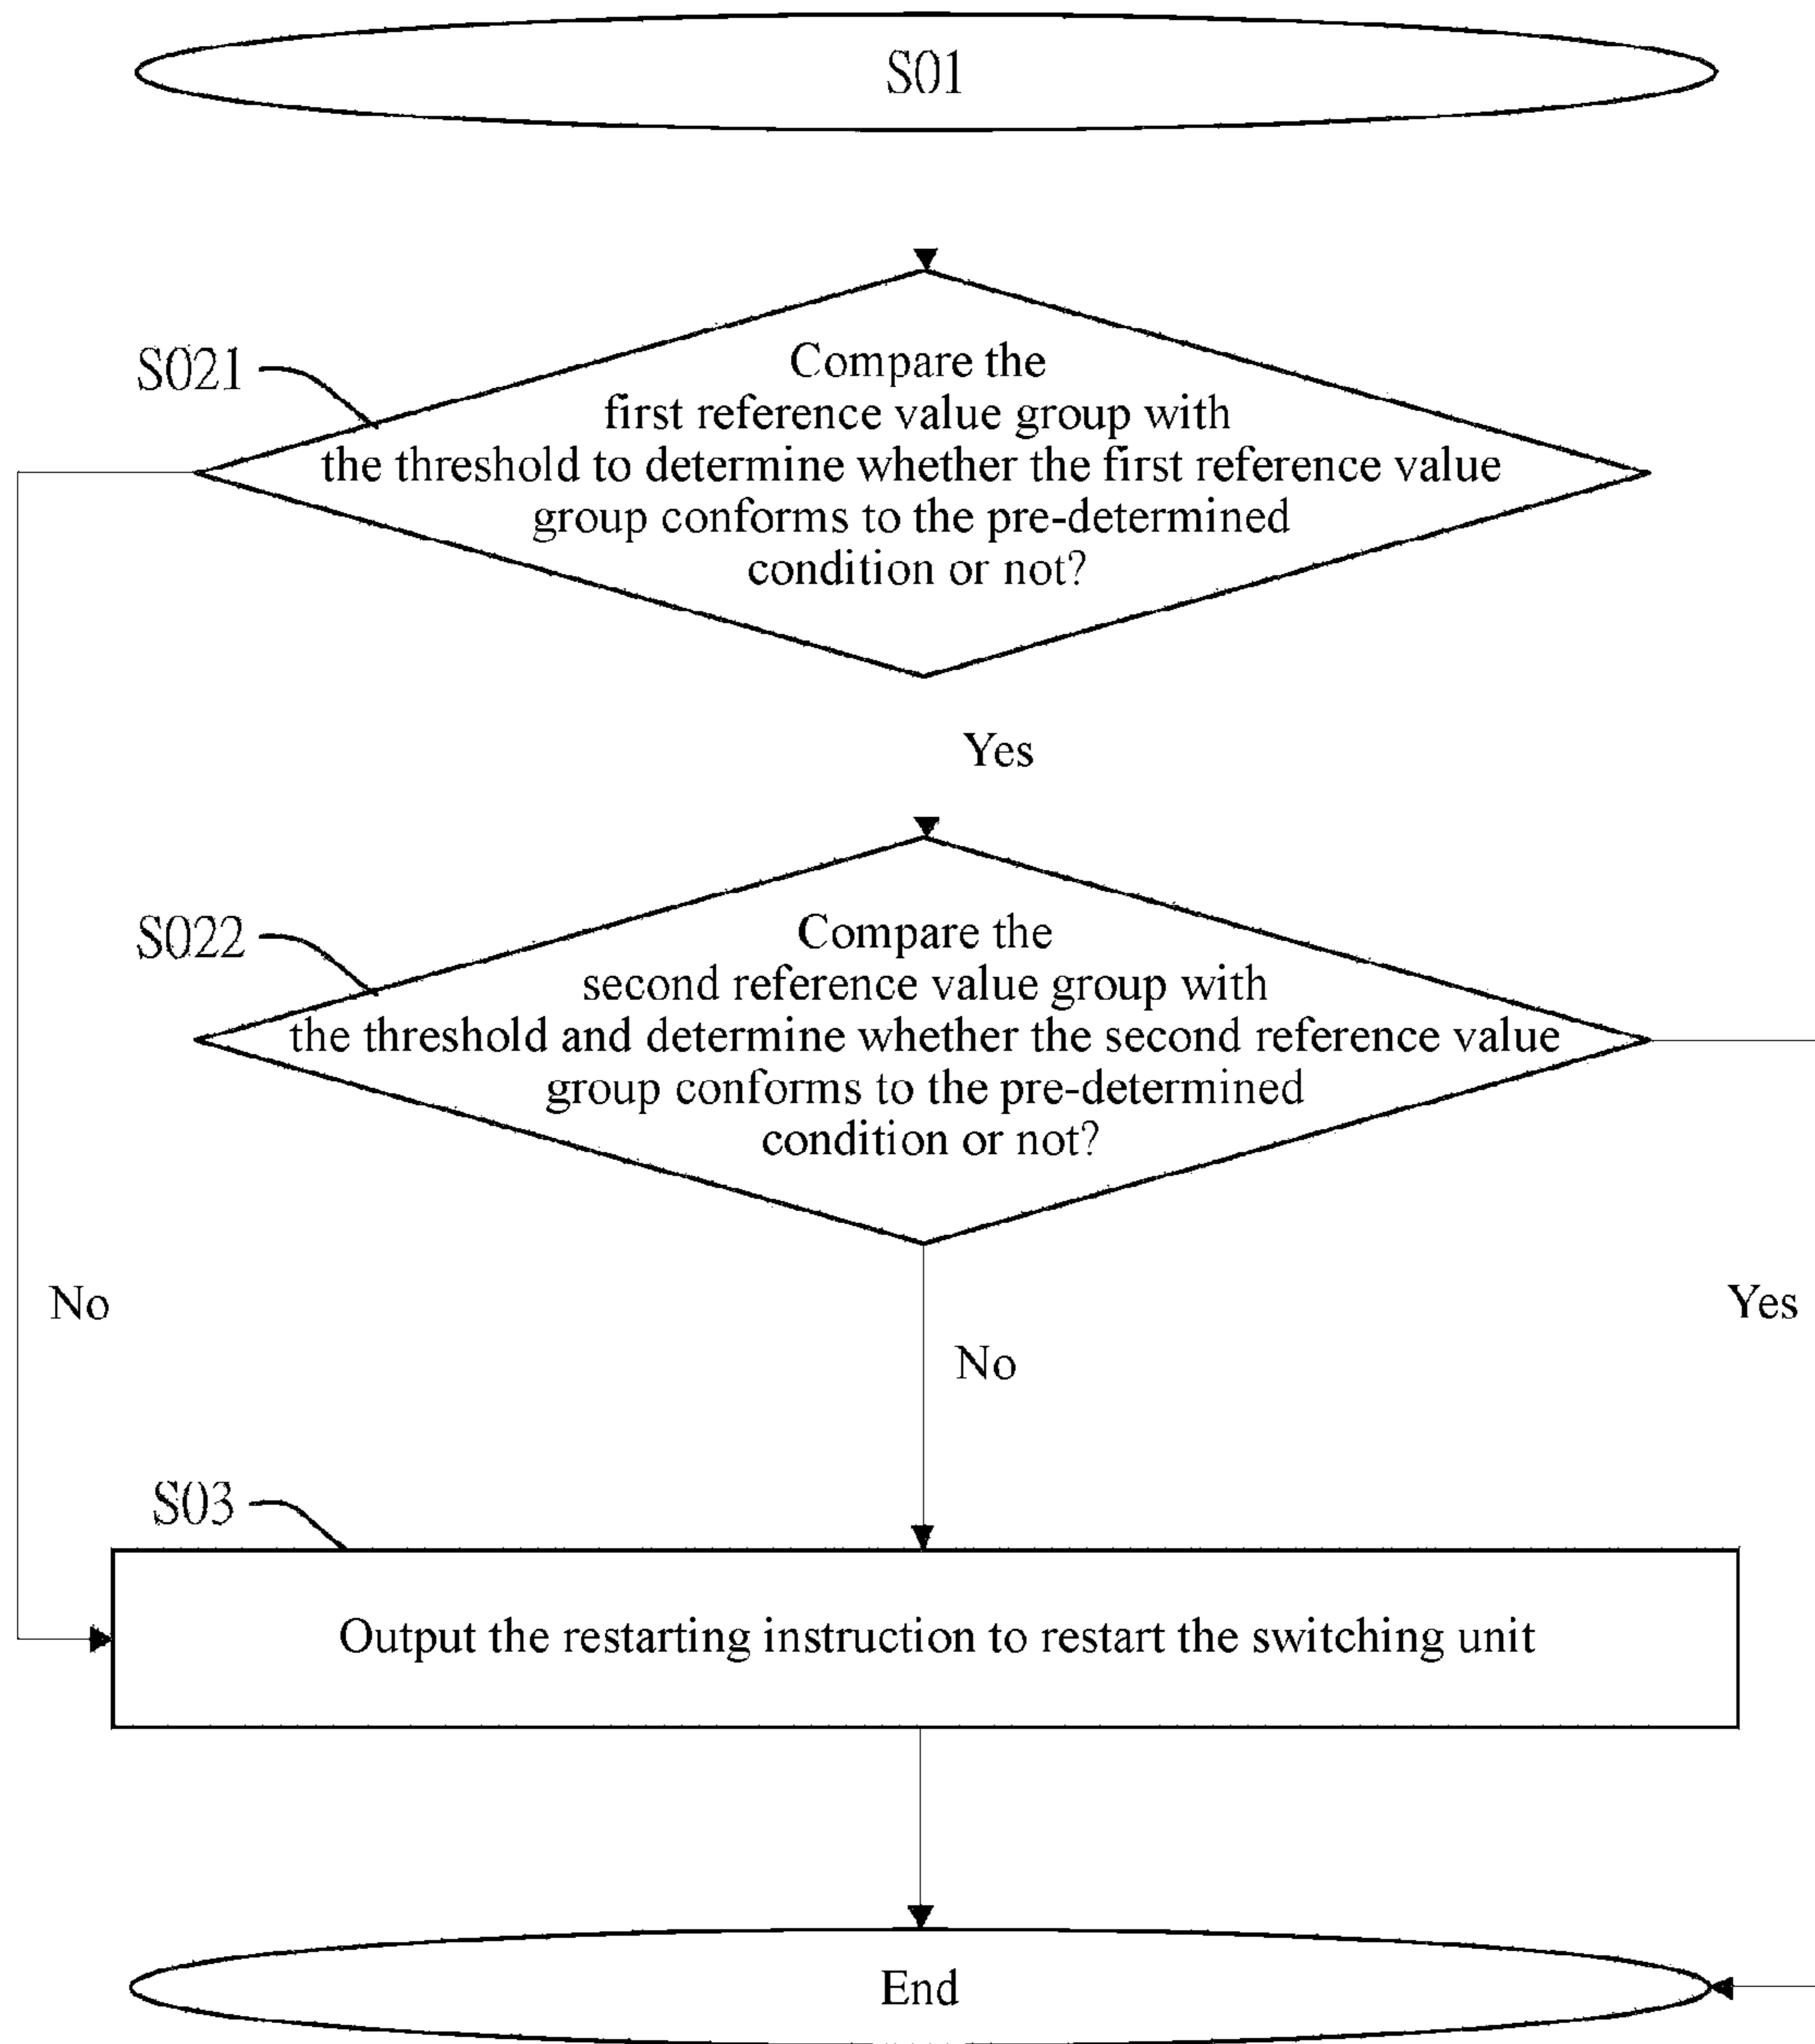 S01
S021
Compare the
first reference value group with
the threshold to determine whether the first reference value
group conforms to the pre-determined
condition or not?
Yes
S022
Compare the
second reference value group with
the threshold and determine whether the second reference value
group conforms to the pre-determined
condition or not?
No
Yes
No
S03
Output the restarting instruction to restart the switching unit
End